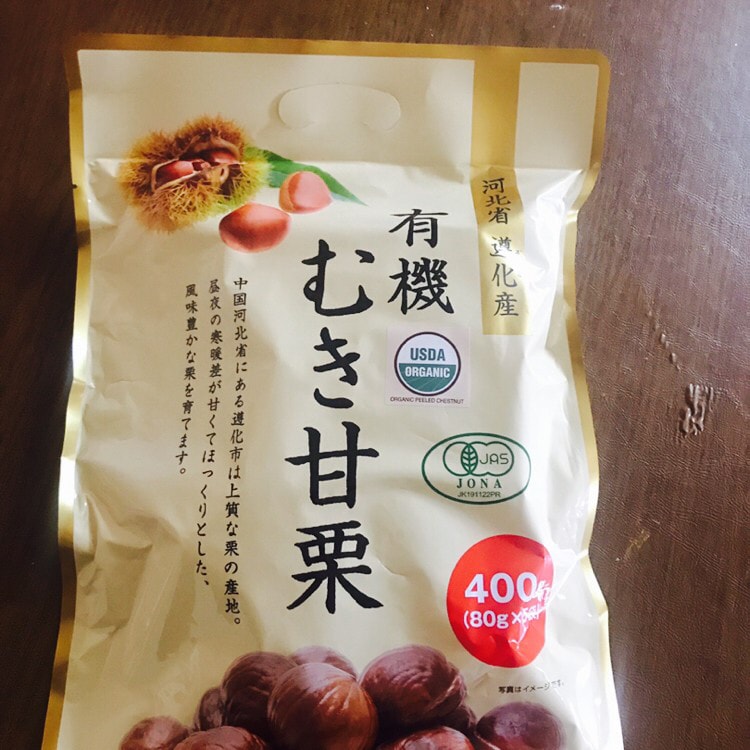 河北省 遵化産
有機
むき甘栗
中国河北省にある遵化市は上質な栗の産地。
昼夜の寒暖差が甘くてほっくりとした、
風味豊かな栗を育てます。
USDA
ORGANIC
ORGANIC PEELED CHESTNUT
JAS
JONA
JK191122PR
400g
(80g×5袋)
写真はイメージです。